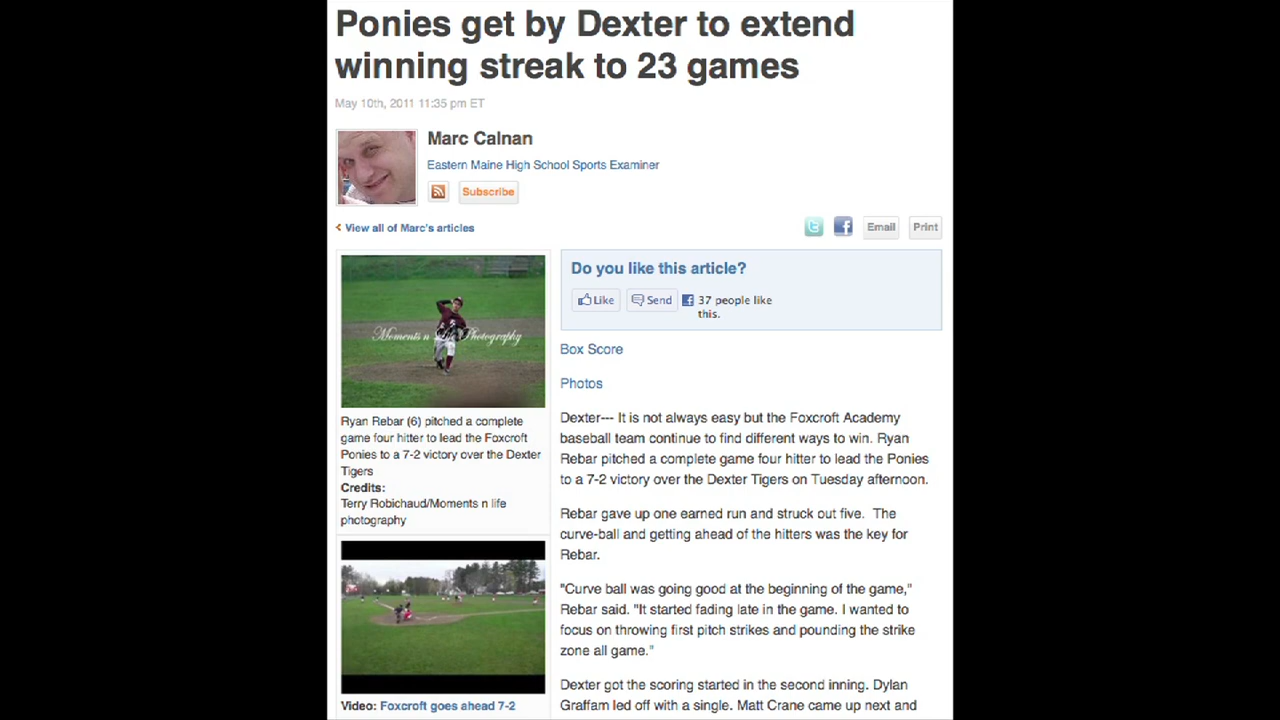 Ponies get by Dexter to extend
winning streak to 23 games
May 10th, 2011 11:35 pm ET
Marc Calnan
Eastern Maine High School Sports Examiner
Subscribe
View all of Marc's articles
Email
Print
Moments n Life Photography
Ryan Rebar (6) pitched a complete
game four hitter to lead the Foxcroft
Ponies to a 7-2 victory over the Dexter
Tigers
Credits:
Terry Robichaud/Moments n life
photography
Video: Foxcroft goes ahead 7-2
Do you like this article?
Like
Send
37 people like
this.
Box Score
Photos
Dexter--- It is not always easy but the Foxcroft Academy
baseball team continue to find different ways to win. Ryan
Rebar pitched a complete game four hitter to lead the Ponies
to a 7-2 victory over the Dexter Tigers on Tuesday afternoon.
Rebar gave up one earned run and struck out five.  The
curve-ball and getting ahead of the hitters was the key for
Rebar.
"Curve ball was going good at the beginning of the game,"
Rebar said. "It started fading late in the game. I wanted to
focus on throwing first pitch strikes and pounding the strike
zone all game."
Dexter got the scoring started in the second inning. Dylan
Graffam led off with a single. Matt Crane came up next and